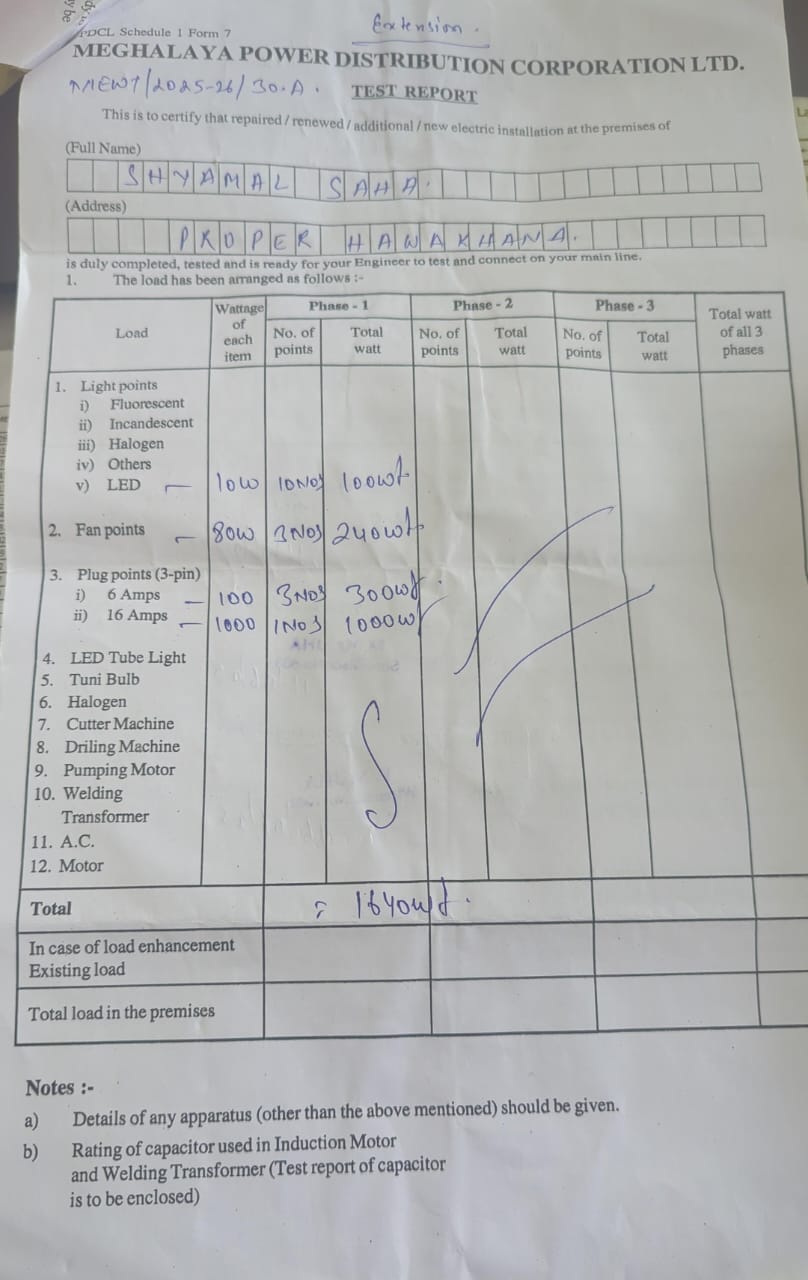 Extension.
PDCL Schedule 1 Form 7
MEGHALAYA POWER DISTRIBUTION CORPORATION LTD.
TEST REPORT
This is to certify that repaired / renewed / additional / new electric installation at the premises of
(Full Name)
SHYAMAL SAHA.
(Address)
PROPER HAWAKHANA.
is duly completed, tested and is ready for your Engineer to test and connect on your main line.
1. The load has been arranged as follows :-
Load Wattage of each item Phase - 1 Phase - 2 Phase - 3 Total watt of all 3 phases
No. of points Total watt No. of points Total watt No. of points Total watt
1. Light points
i) Fluorescent
ii) Incandescent
iii) Halogen
iv) Others
v) LED – 10W 10NOS 100wt
2. Fan points – 80W 3NOS 240wt
3. Plug points (3-pin)
i) 6 Amps – 100 3NOS 300wt.
ii) 16 Amps – 1000 1NOS 1000wt
4. LED Tube Light
5. Tuni Bulb
6. Halogen
7. Cutter Machine
8. Driling Machine
9. Pumping Motor
10. Welding
Transformer
11. A.C.
12. Motor
Total = 1640wt.
In case of load enhancement
Existing load
Total load in the premises
Notes :-
a) Details of any apparatus (other than the above mentioned) should be given.
b) Rating of capacitor used in Induction Motor
and Welding Transformer (Test report of capacitor
is to be enclosed)